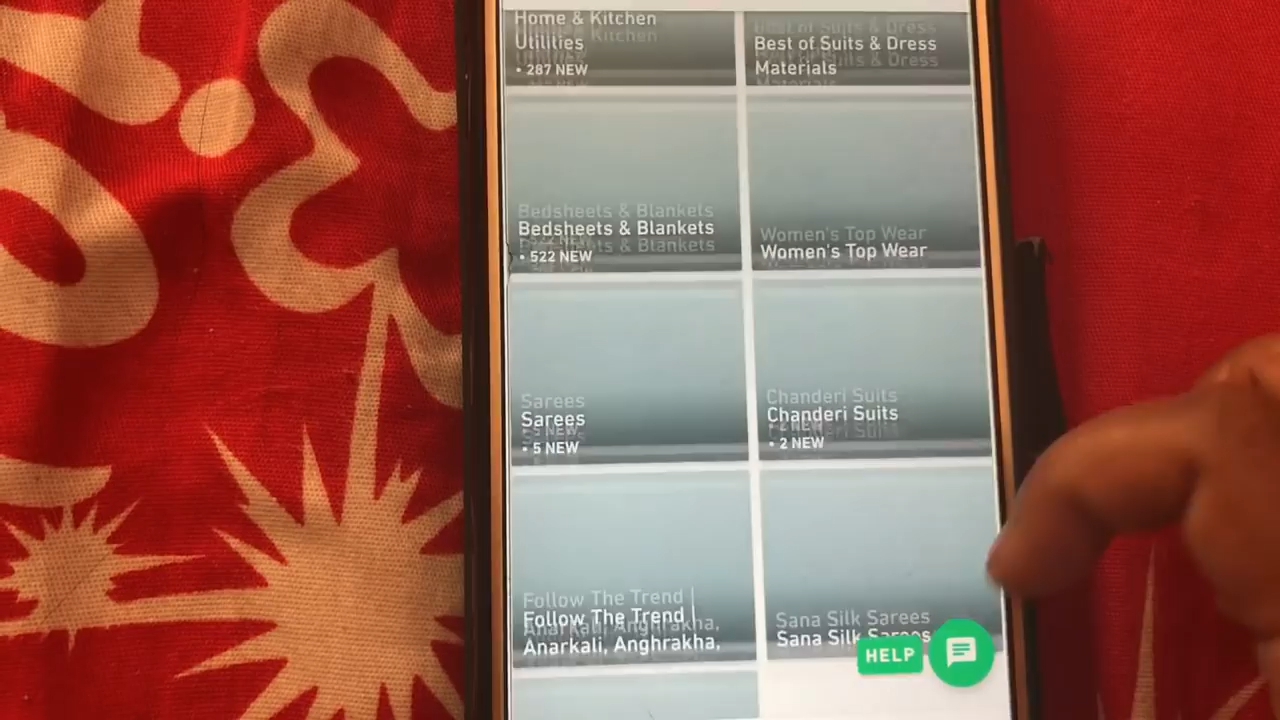 Home & Kitchen
Utilities
• 287 NEW
Best of Suits & Dress
Materials
Bedsheets & Blankets
• 522 NEW
Women's Top Wear
Sarees
• 5 NEW
Chanderi Suits
• 2 NEW
Follow The Trend |
Anarkali, Anghrakha,
Sana Silk Sarees
HELP